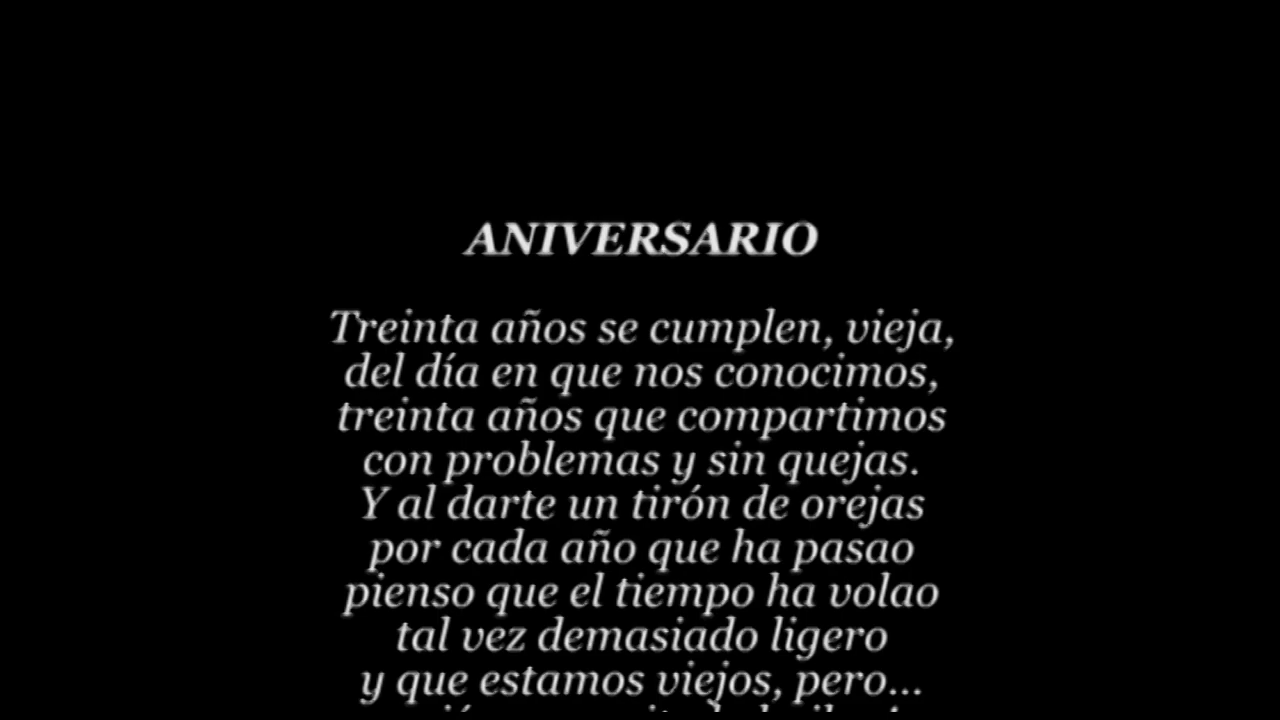 ANIVERSARIO
Treinta años se cumplen, vieja,
del día en que nos conocimos,
treinta años que compartimos
con problemas y sin quejas.
Y al darte un tirón de orejas
por cada año que ha pasao
pienso que el tiempo ha volao
tal vez demasiado ligero
y que estamos viejos, pero...